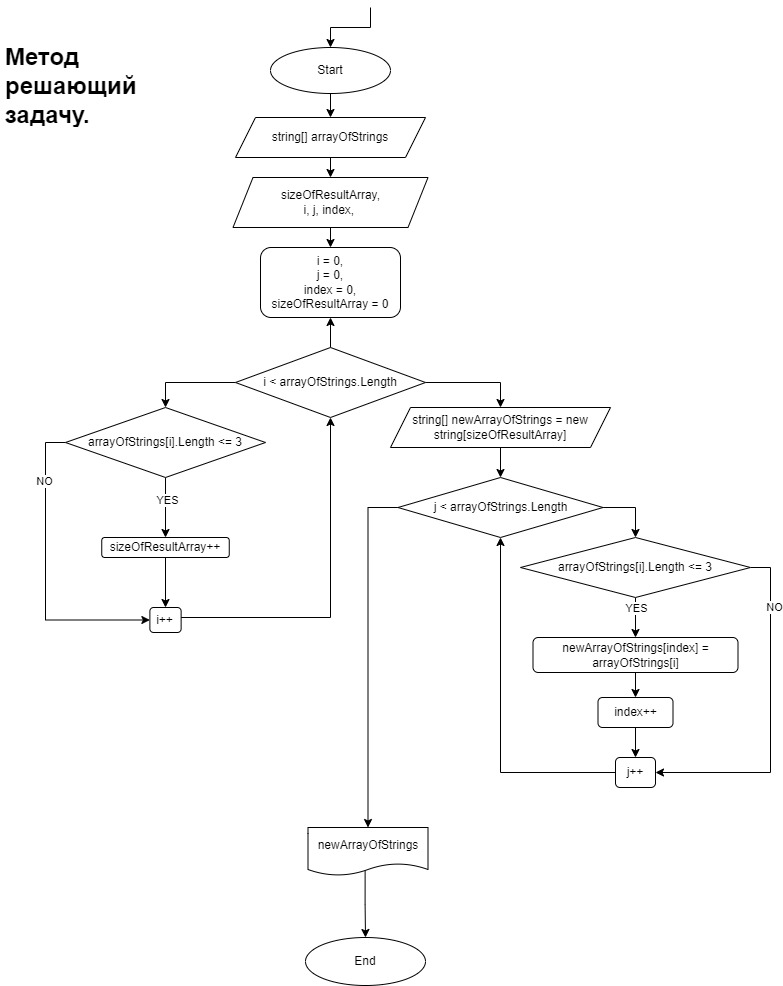 Метод
решающий
задачу.
Start
string[] arrayOfStrings
sizeOfResultArray,
i, j, index,
i = 0,
j = 0,
index = 0,
sizeOfResultArray = 0
i < arrayOfStrings.Length
arrayOfStrings[i].Length <= 3
NO
YES
sizeOfResultArray++
i++
string[] newArrayOfStrings = new
string[sizeOfResultArray]
j < arrayOfStrings.Length
arrayOfStrings[i].Length <= 3
YES
NO
newArrayOfStrings[index] =
arrayOfStrings[i]
index++
j++
newArrayOfStrings
End